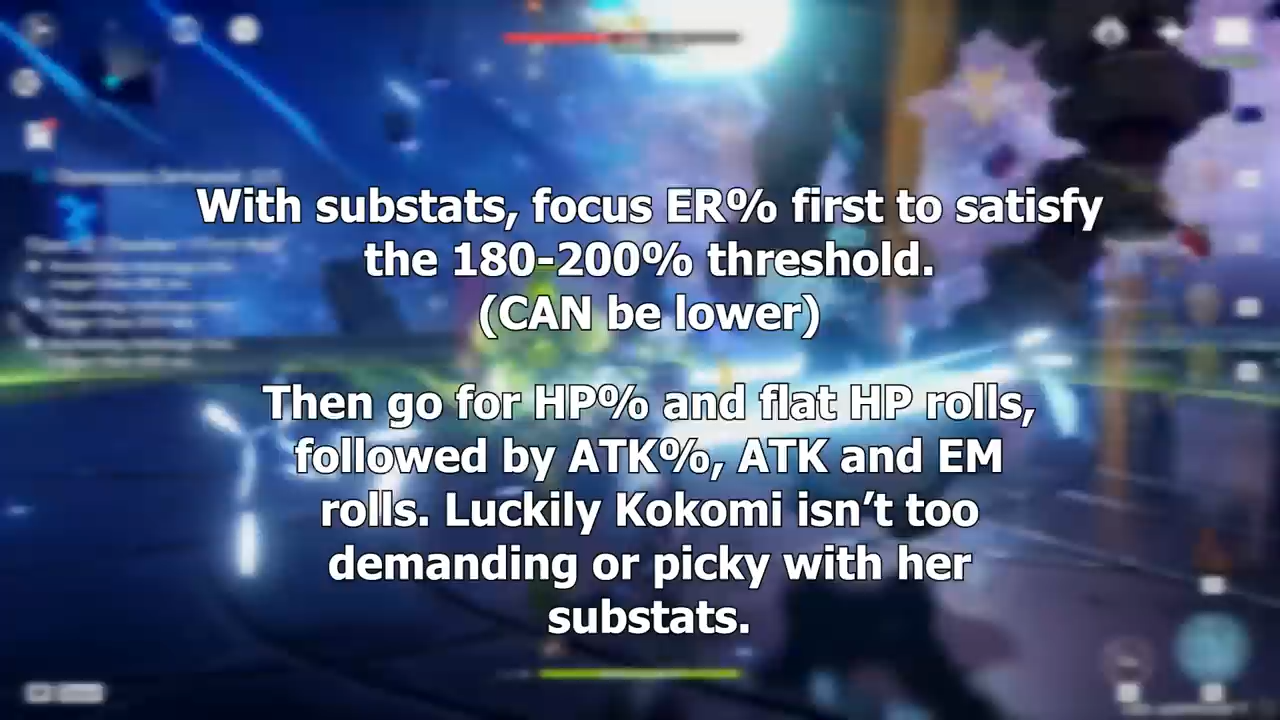 With substats, focus ER% first to satisfy
the 180-200% threshold.
(CAN be lower)
Then go for HP% and flat HP rolls,
followed by ATK%, ATK and EM
rolls. Luckily Kokomi isn’t too
demanding or picky with her
substats.